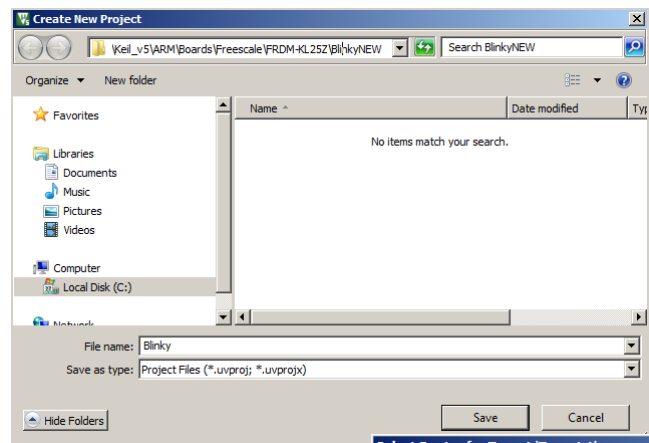 Create New Project
\Keil_v5\ARM\Boards\Freescale\FRDM-KL25Z\BlinkyNEW
Search BlinkyNEW
Organize
New folder
Favorites
Name
Date modified
Typ
No items match your search.
Libraries
Documents
Music
Pictures
Videos
Computer
Local Disk (C:)
Network
File name:
Blinky
Save as type:
Project Files (*.uvproj; *.uvprojx)
Hide Folders
Save
Cancel